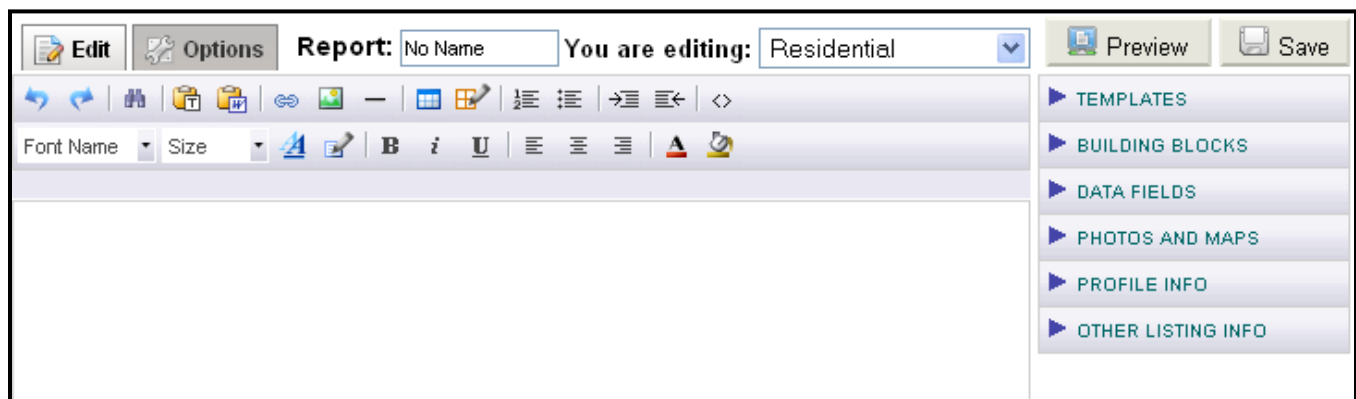 Edit Options Report: No Name You are editing: Residential Preview Save
TEMPLATES
Font Name Size B i U A
BUILDING BLOCKS
DATA FIELDS
PHOTOS AND MAPS
PROFILE INFO
OTHER LISTING INFO